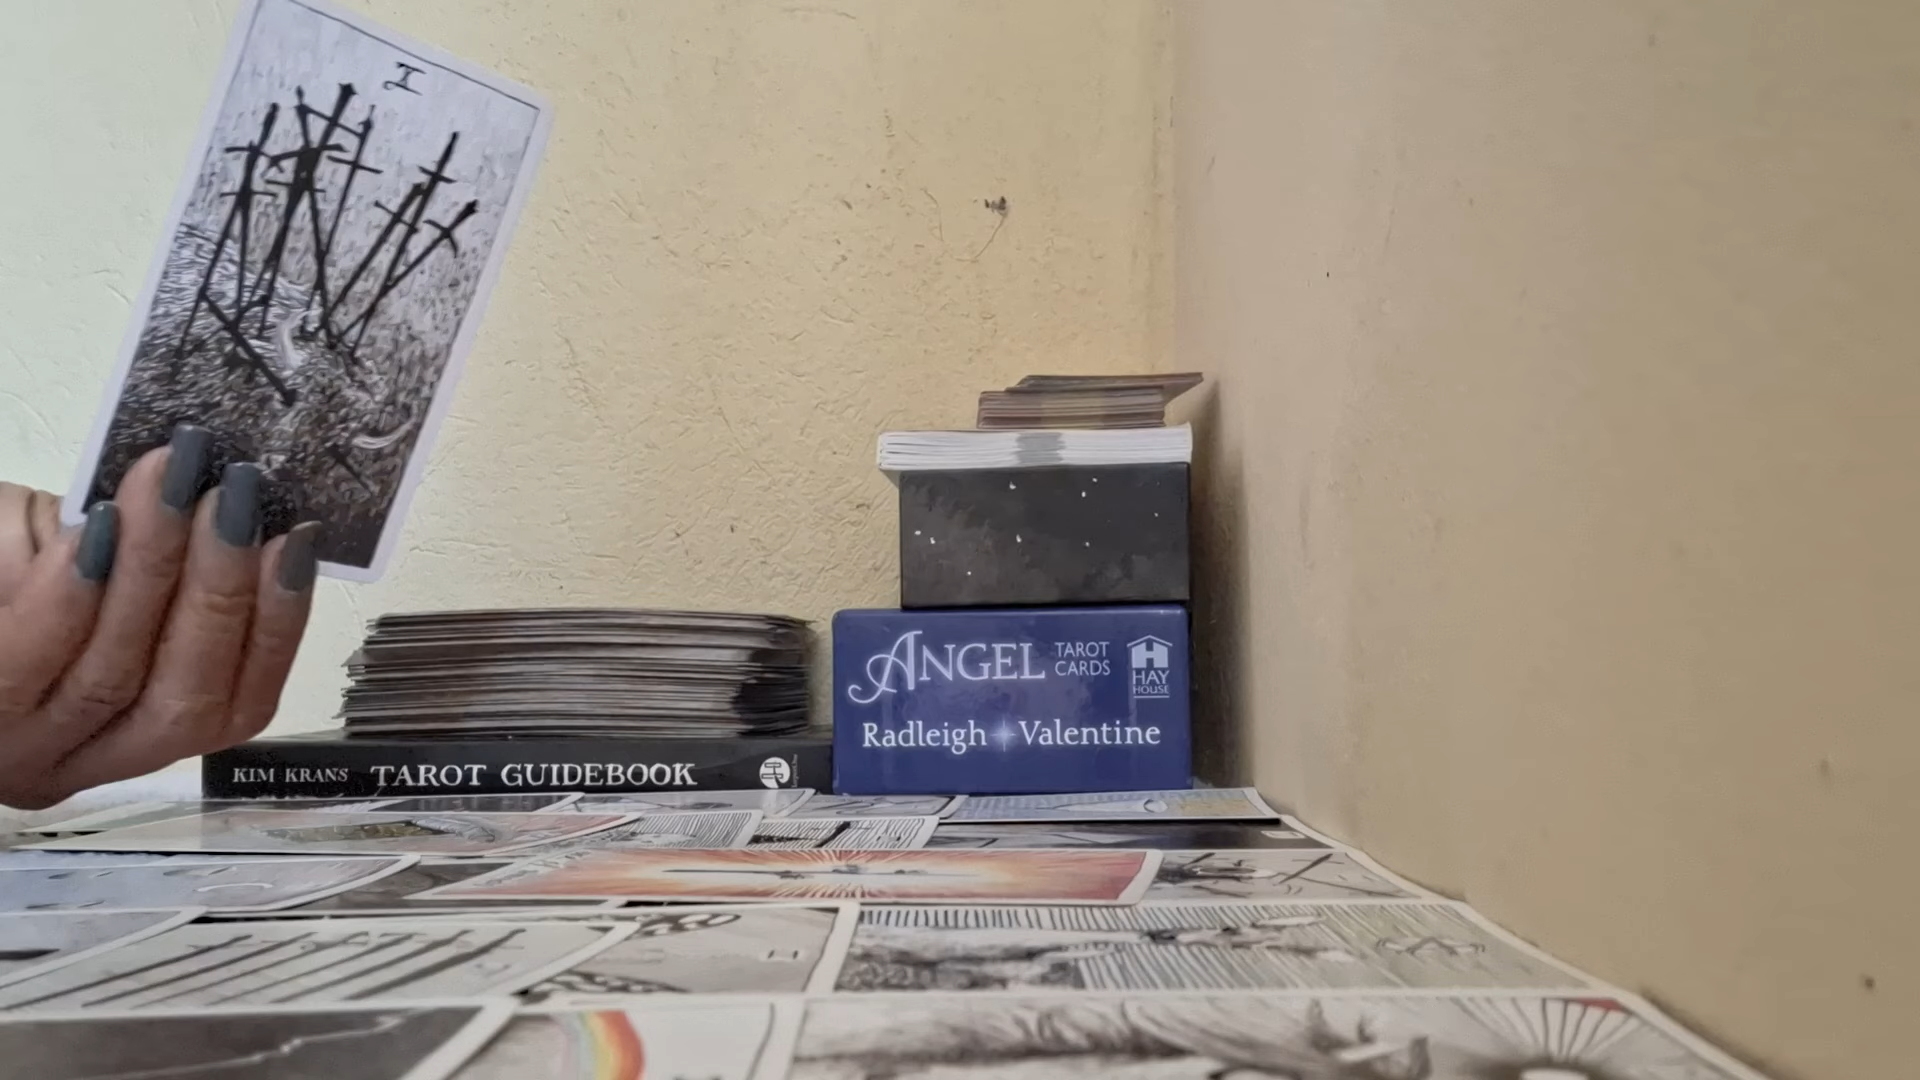 I
ANGEL TAROT CARDS
HAY HOUSE
Radleigh Valentine
KIM KRANS TAROT GUIDEBOOK